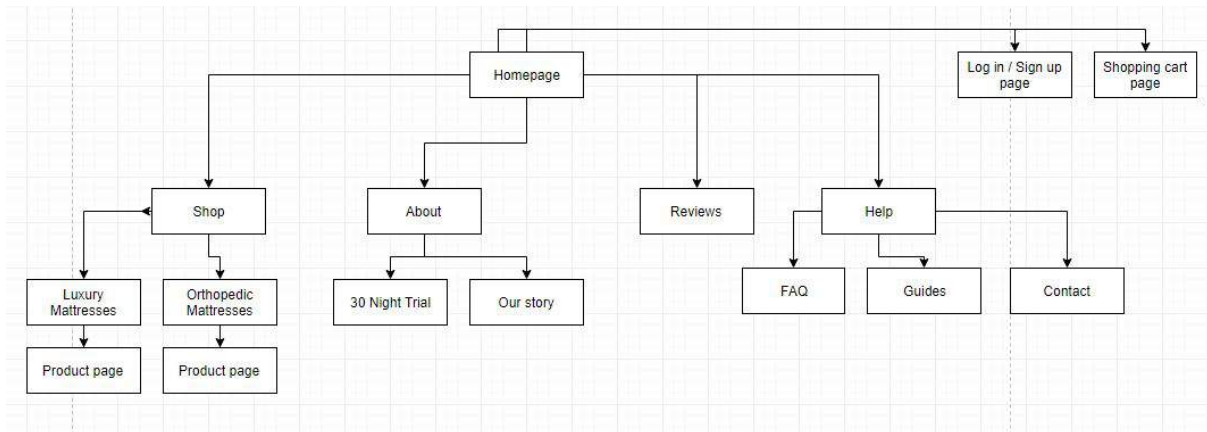 Homepage
Log in / Sign up
page
Shopping cart
page
Shop
About
Reviews
Help
Luxury
Mattresses
Orthopedic
Mattresses
30 Night Trial
Our story
FAQ
Guides
Contact
Product page
Product page